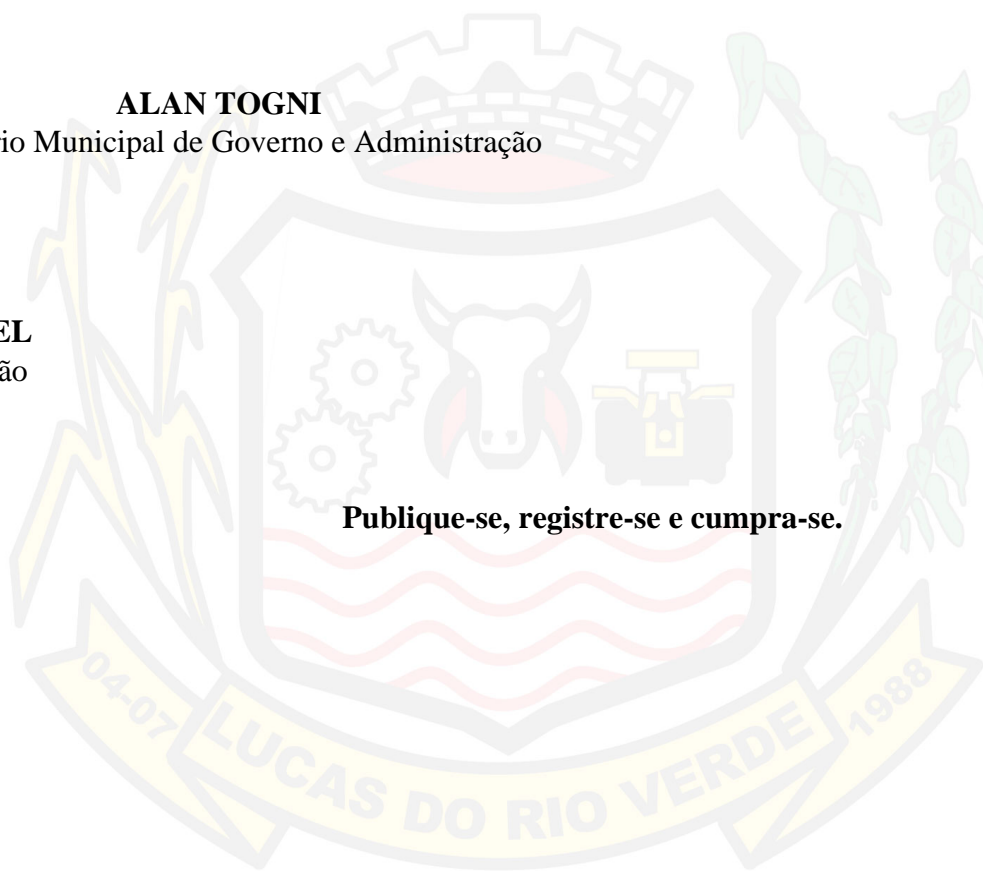 ALAN TOGNI
rio Municipal de Governo e Administração
EL
ão
Publique-se, registre-se e cumpra-se.
04-07 LUCAS DO RIO VERDE 1988